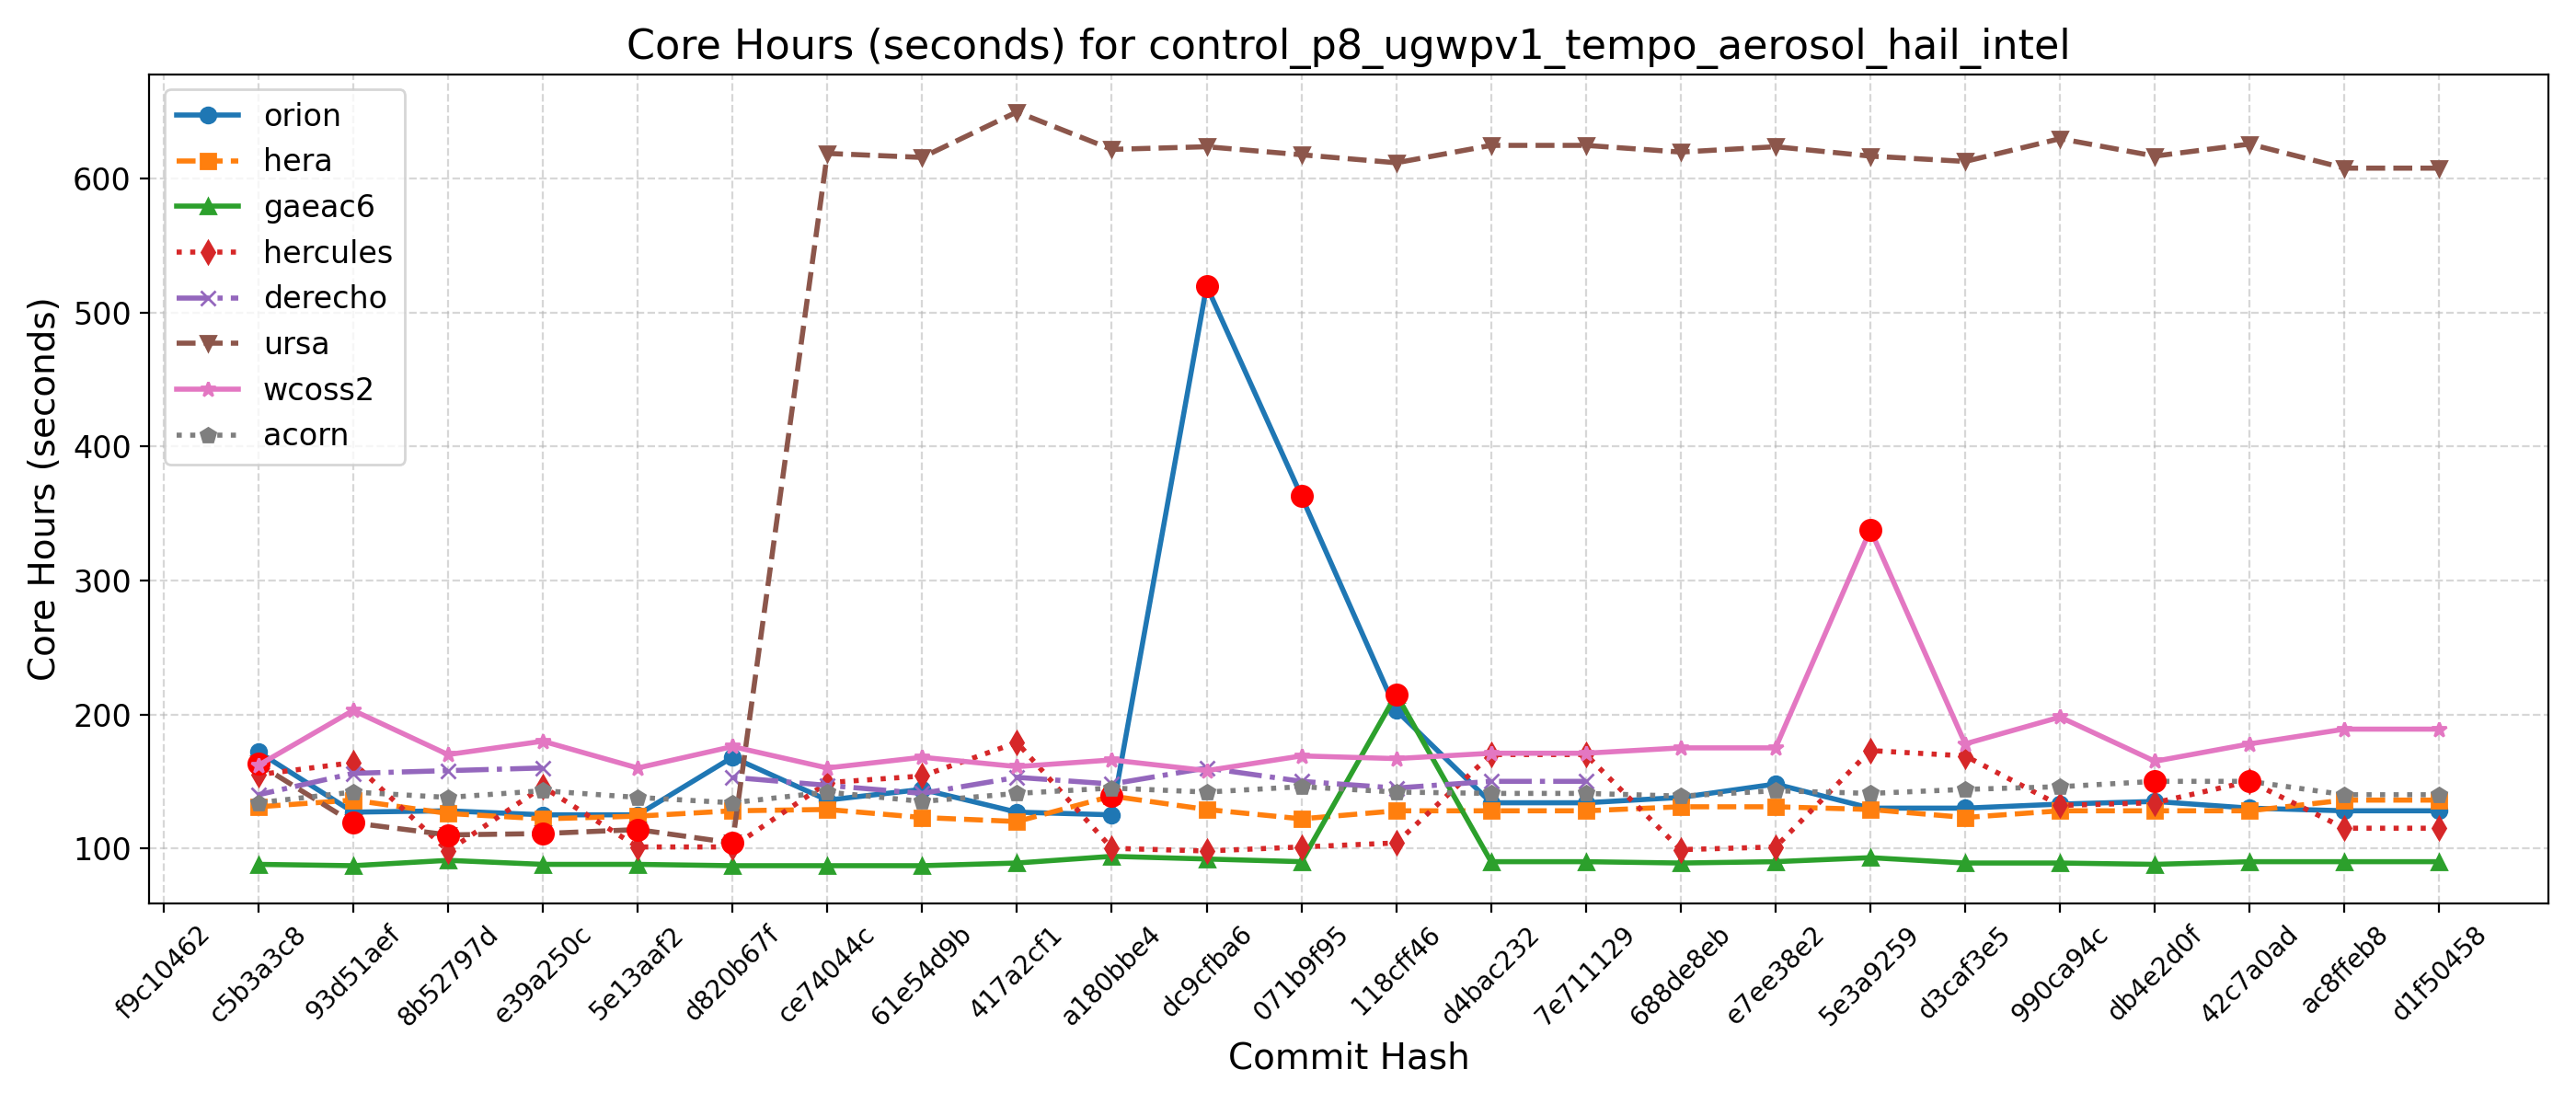 Core Hours (seconds) for control_p8_ugwpv1_tempo_aerosol_hail_intel
orion
hera
gaeac6
hercules
derecho
ursa
wcoss2
acorn
Core Hours (seconds)
600
500
400
300
200
100
f9c10462
c5b3a3c8
93d51aef
8b52797d
e39a250c
5e13aaf2
d820b67f
ce74044c
61e54d9b
417a2cf1
a180bbe4
dc9cfba6
071b9f95
118cff46
d4bac232
7e711129
688de8eb
e7ee38e2
5e3a9259
d3caf3e5
990ca94c
db4e2d0f
42c7a0ad
ac8ffeb8
d1f50458
Commit Hash